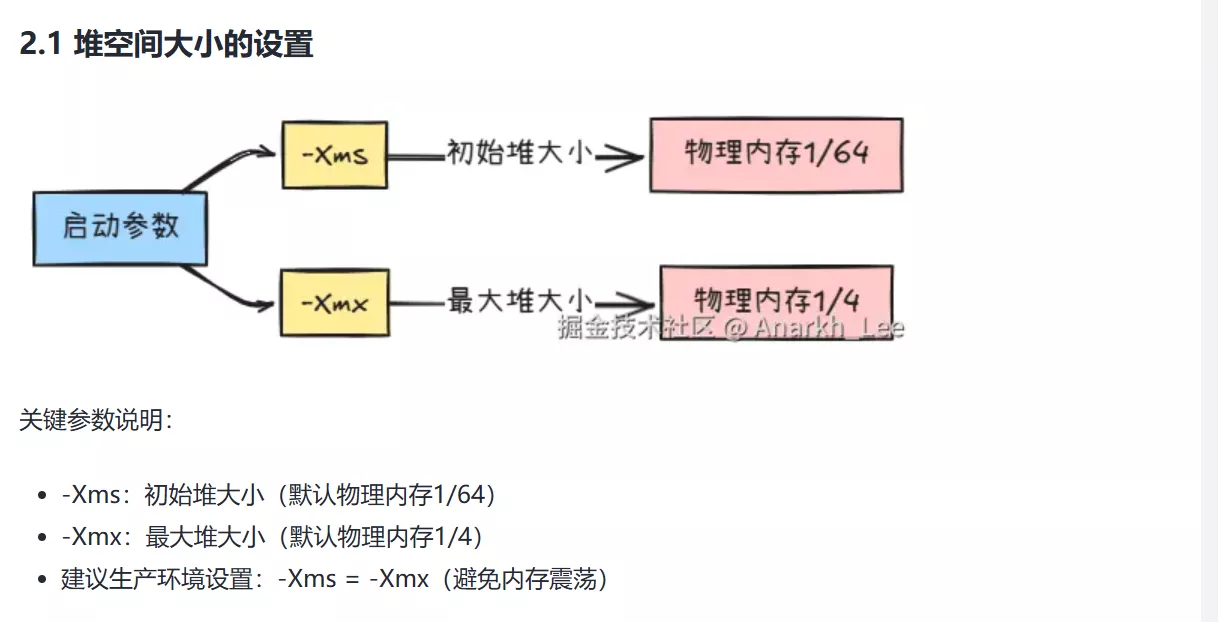 2.1 堆空间大小的设置
-Xms
初始堆大小
物理内存1/64
启动参数
-Xmx
最大堆大小
物理内存1/4
掘金技术社区 @ Anarkh_Lee
关键参数说明：
• -Xms：初始堆大小（默认物理内存1/64）
• -Xmx：最大堆大小（默认物理内存1/4）
• 建议生产环境设置：-Xms = -Xmx（避免内存震荡）